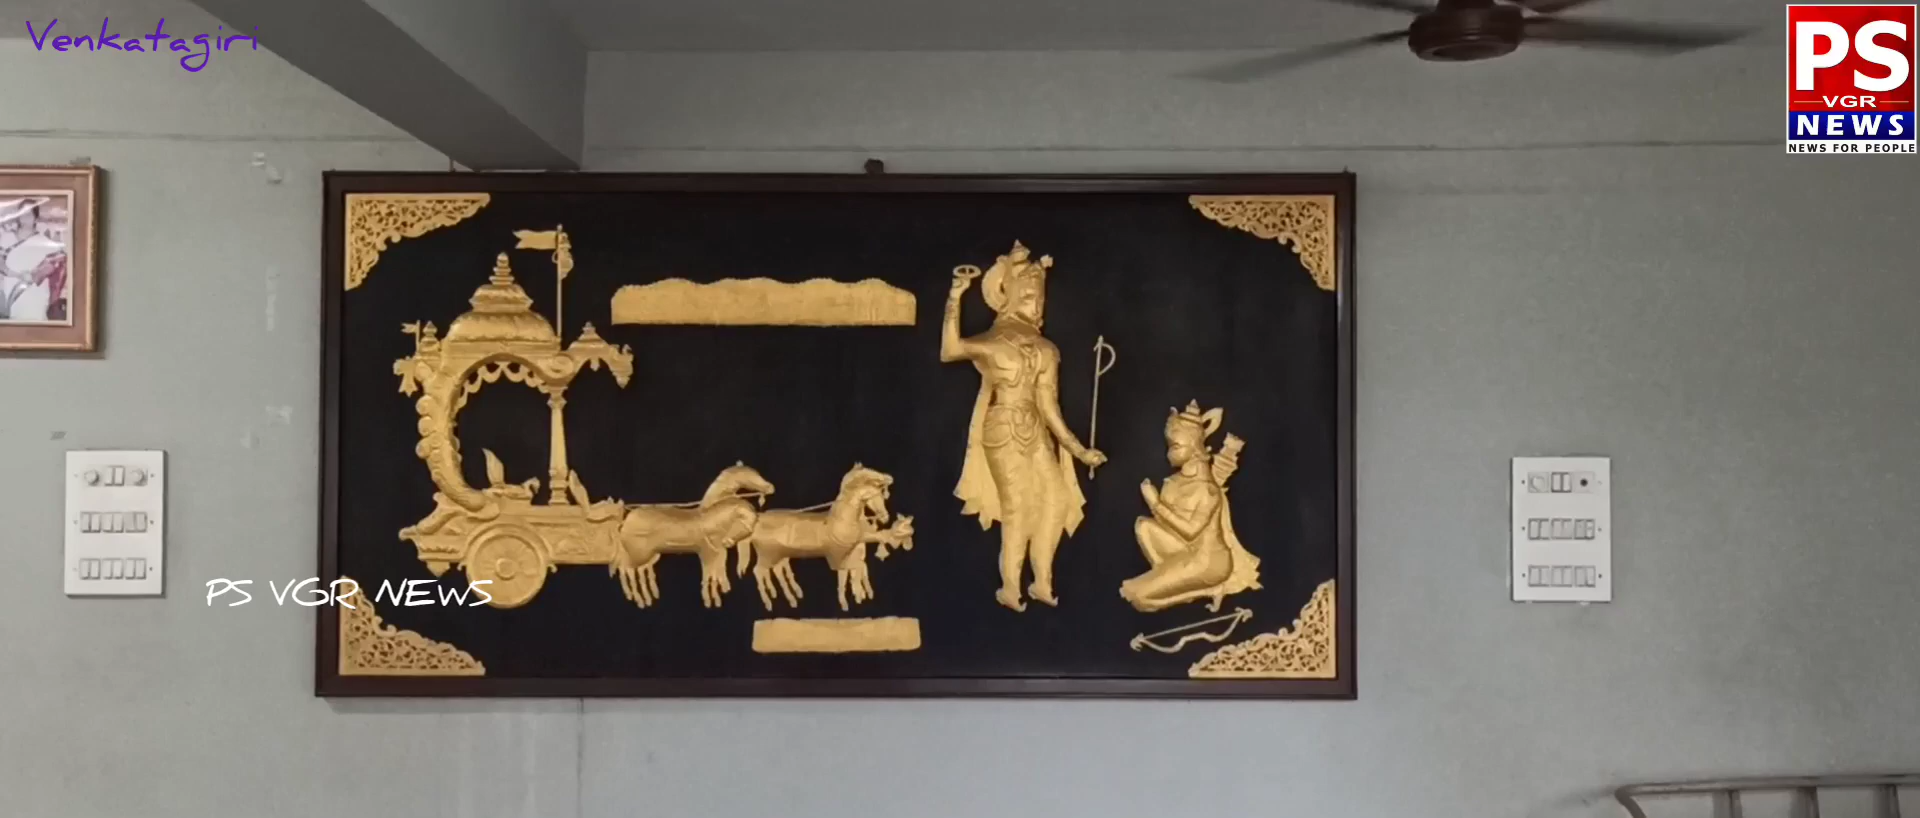 Venkatagiri
PS
VGR
NEWS
NEWS FOR PEOPLE
PS VGR NEWS